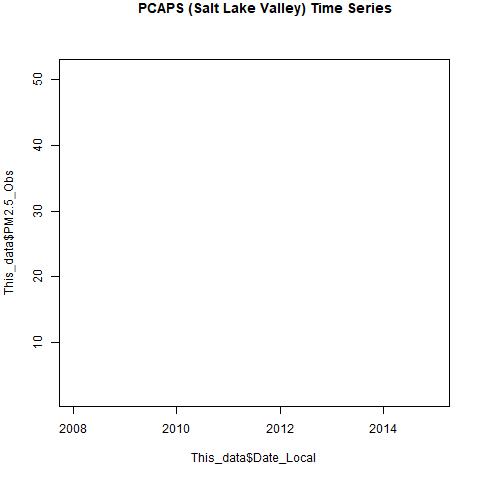 PCAPS (Salt Lake Valley) Time Series
50
40
30
20
10
This_data$PM2.5_Obs
2008 2010 2012 2014
This_data$Date_Local